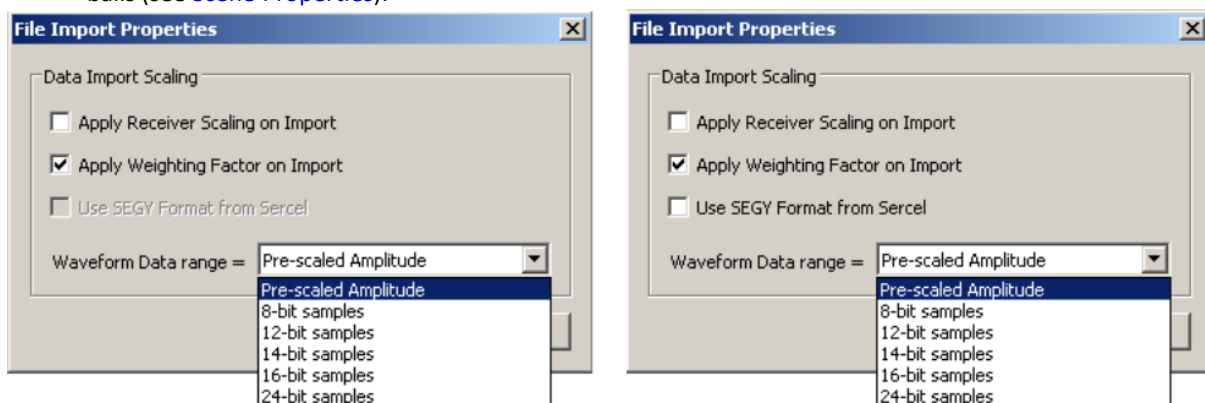 balls (see Scene Properties).
File Import Properties
Data Import Scaling
Apply Receiver Scaling on Import
Apply Weighting Factor on Import
Use SEGY Format from Sercel
Waveform Data range = Pre-scaled Amplitude
Pre-scaled Amplitude
8-bit samples
12-bit samples
14-bit samples
16-bit samples
24-bit samples
File Import Properties
Data Import Scaling
Apply Receiver Scaling on Import
Apply Weighting Factor on Import
Use SEGY Format from Sercel
Waveform Data range = Pre-scaled Amplitude
Pre-scaled Amplitude
8-bit samples
12-bit samples
14-bit samples
16-bit samples
24-bit samples